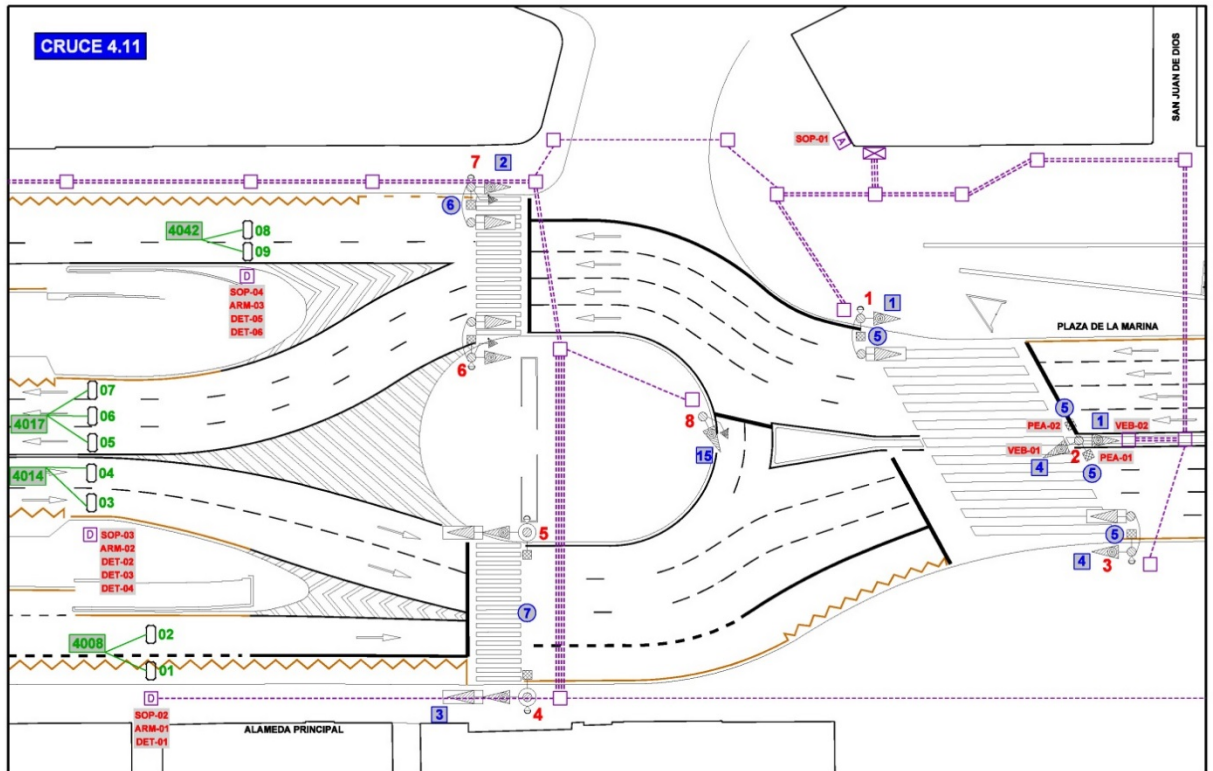 CRUCE 4.11
SAN JUAN DE DIOS
SOP-01
A
7
2
6
4042
08
09
D
SOP-04
ARM-03
DET-05
DET-06
1
1
5
PLAZA DE LA MARINA
6
07
4017
06
05
8
15
5
1
PEA-02
VEB-02
VEB-01
2
PEA-01
4
5
4014
04
03
D
SOP-03
ARM-02
DET-02
DET-03
DET-04
5
5
4
3
7
4008
02
01
D
3
4
SOP-02
ARM-01
DET-01
ALAMEDA PRINCIPAL